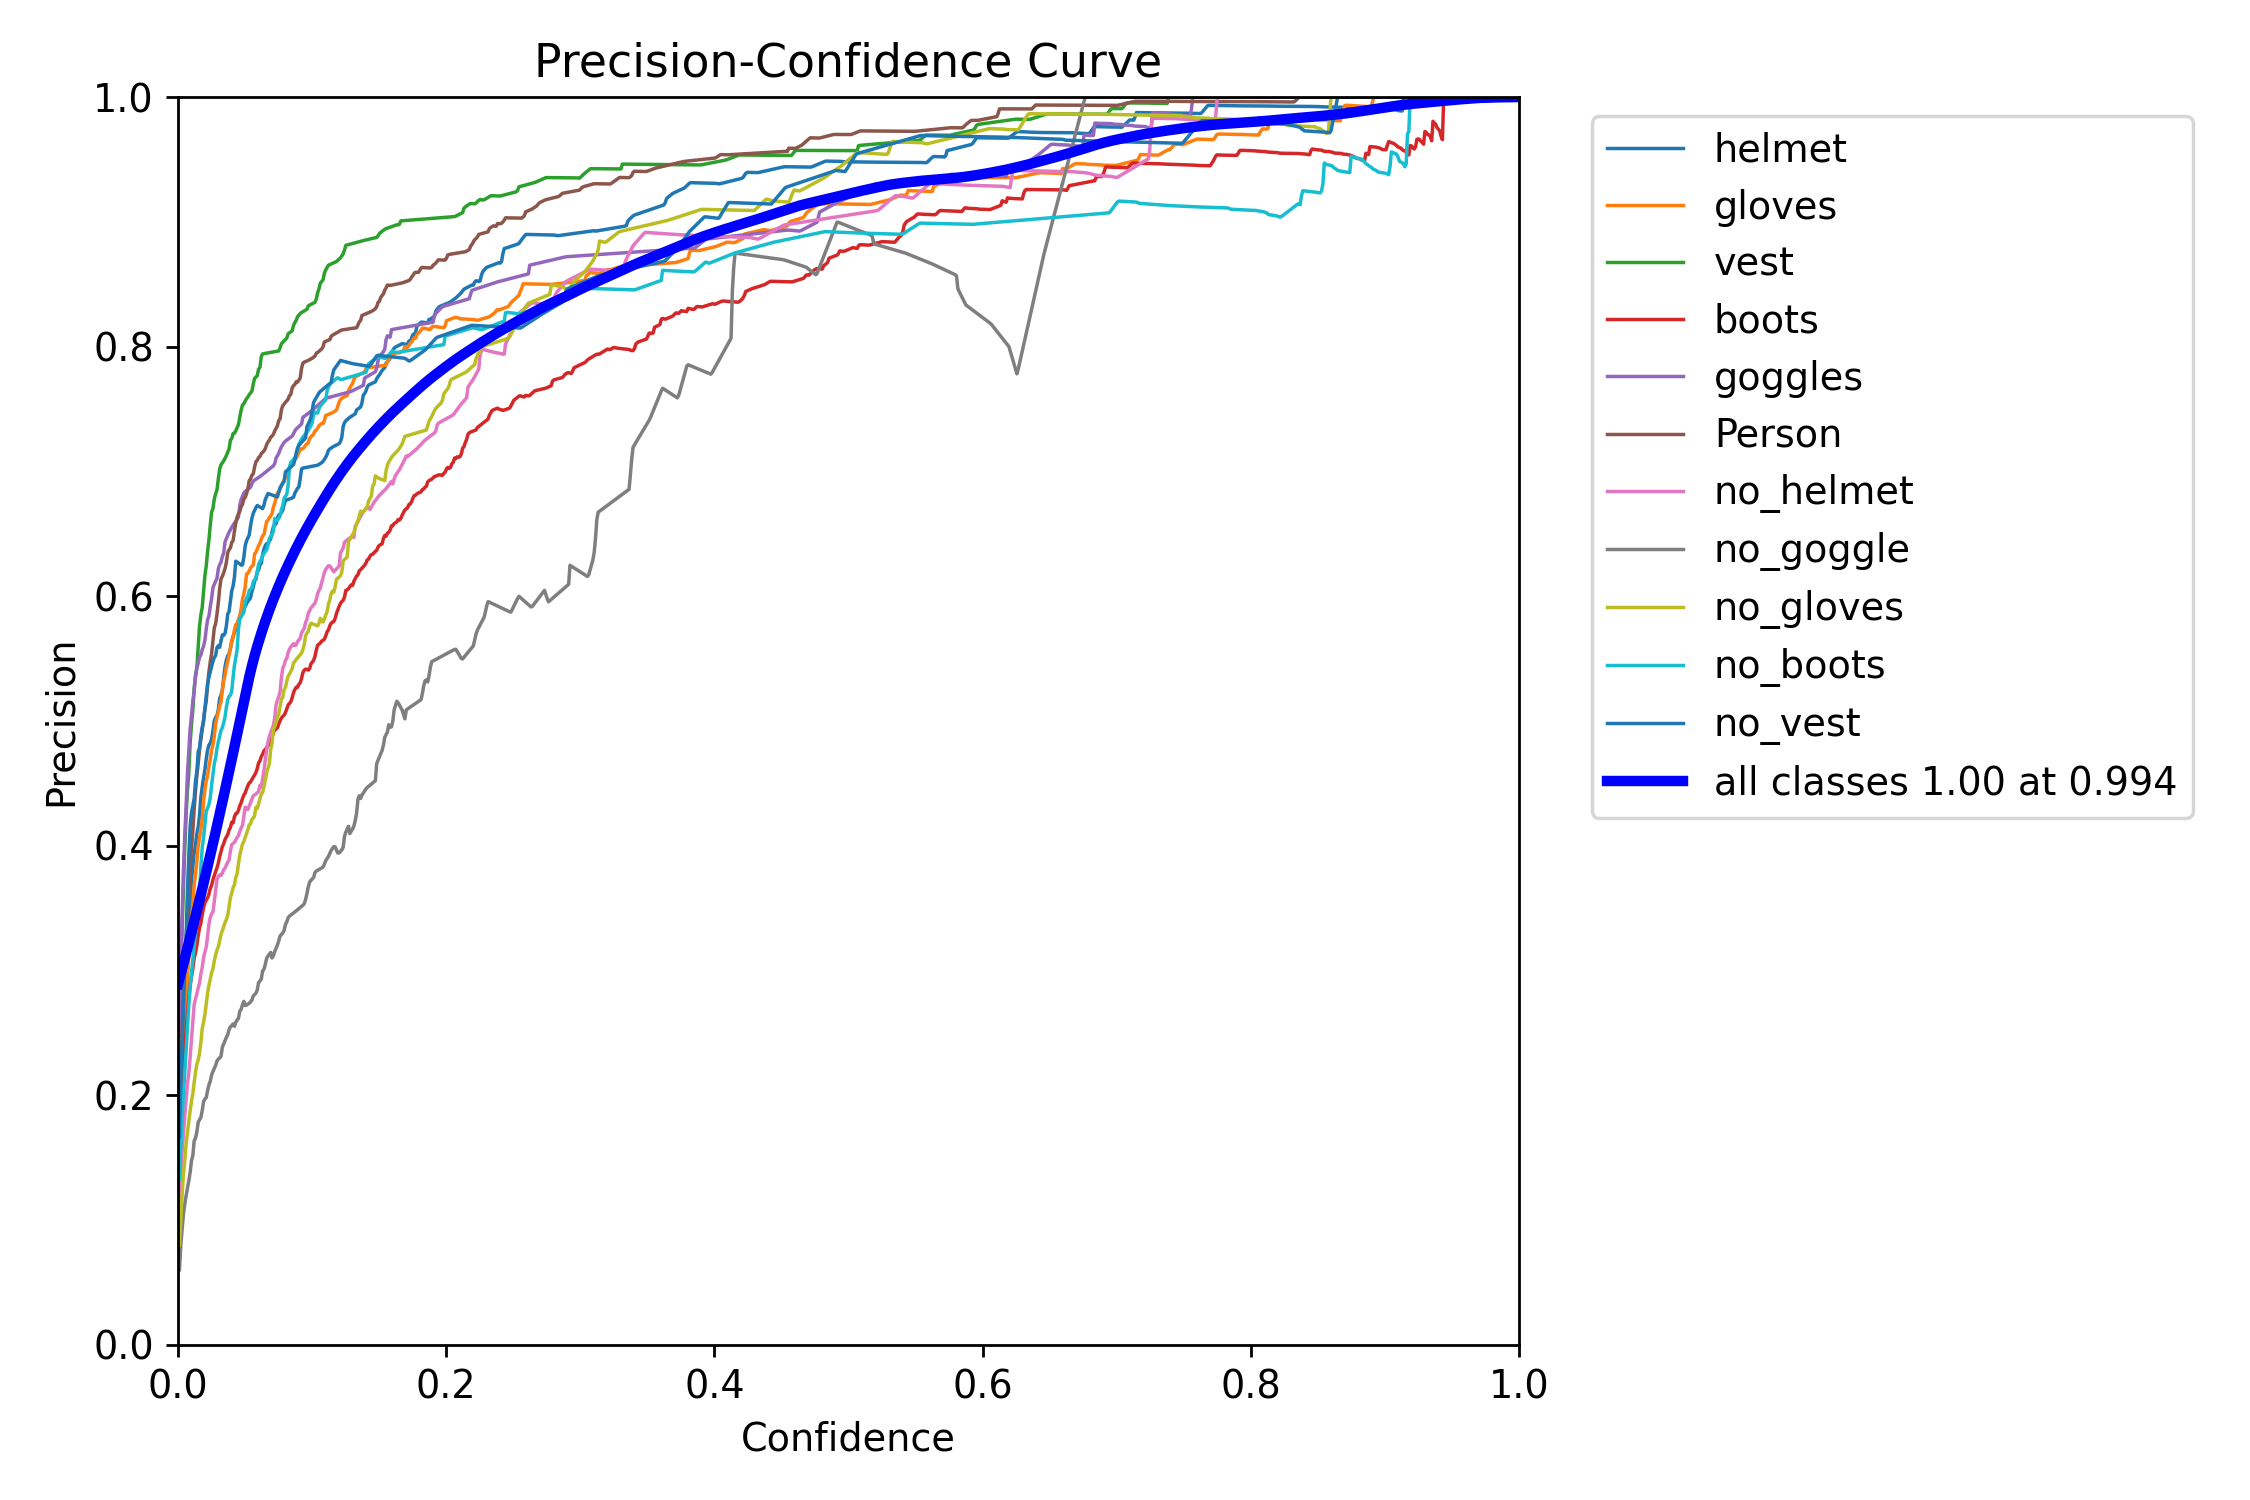 Precision-Confidence Curve
1.0
0.8
0.6
0.4
0.2
0.0
Precision
0.0 0.2 0.4 0.6 0.8 1.0
Confidence
helmet
gloves
vest
boots
goggles
Person
no_helmet
no_goggle
no_gloves
no_boots
no_vest
all classes 1.00 at 0.994